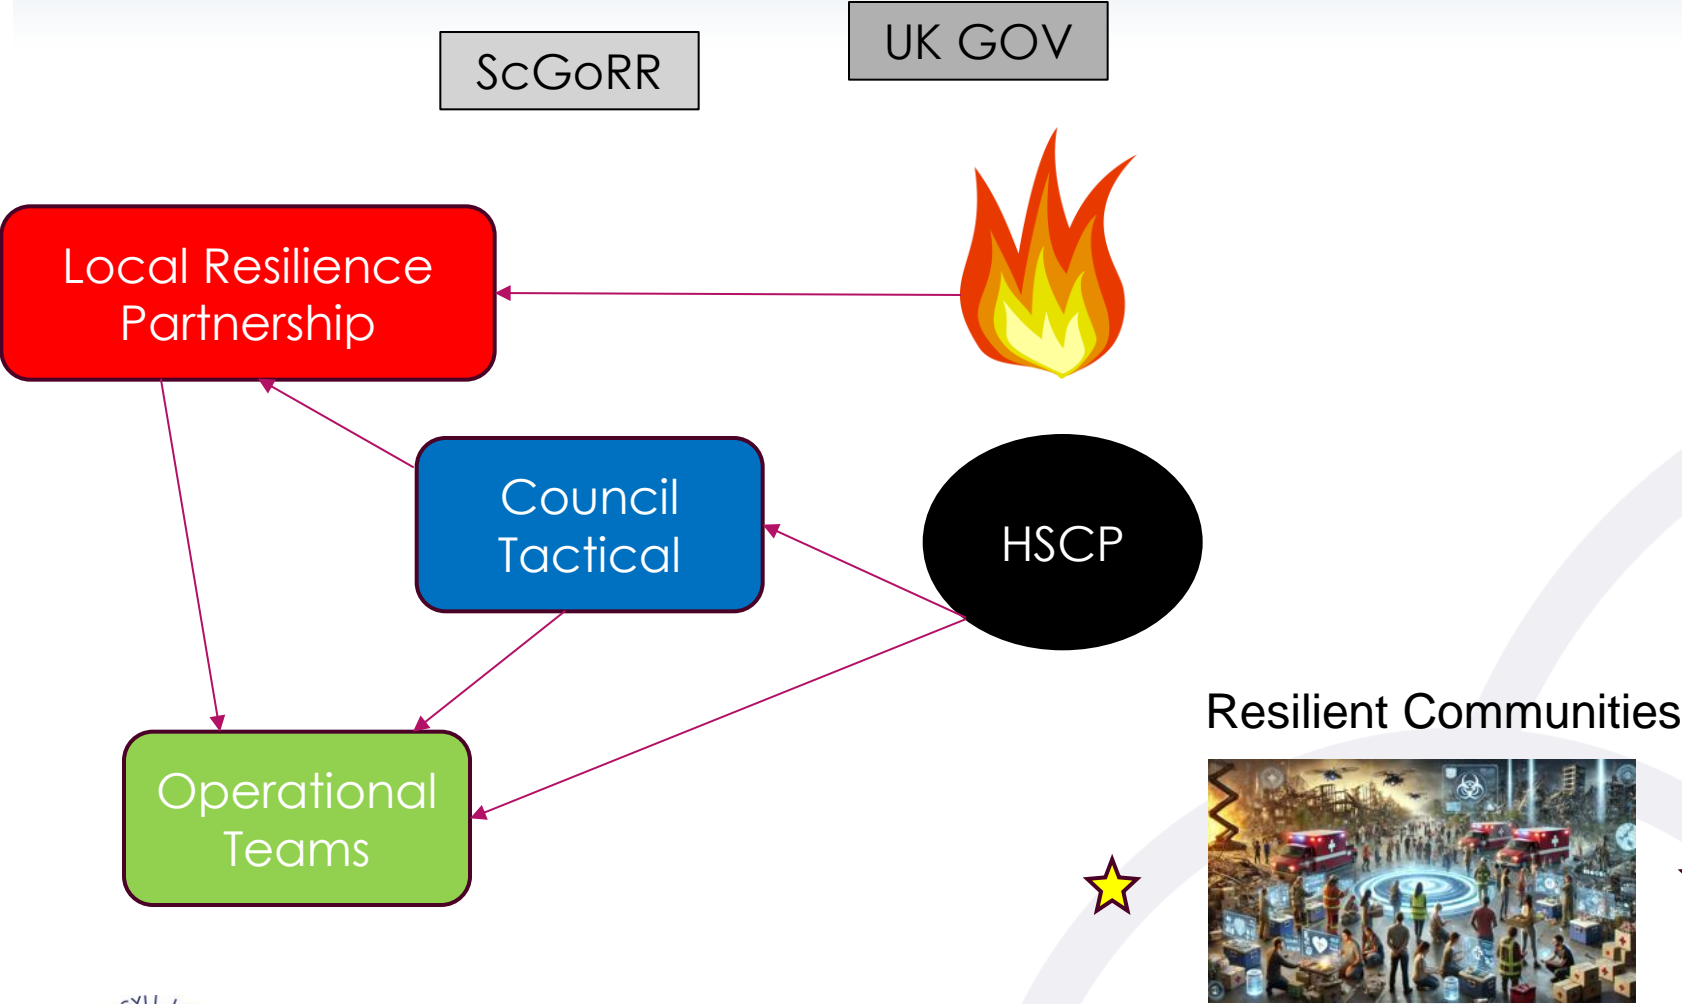 UK GOV
ScGoRR
Local Resilience
Partnership
Council
Tactical
HSCP
Resilient Communities
Operational
Teams